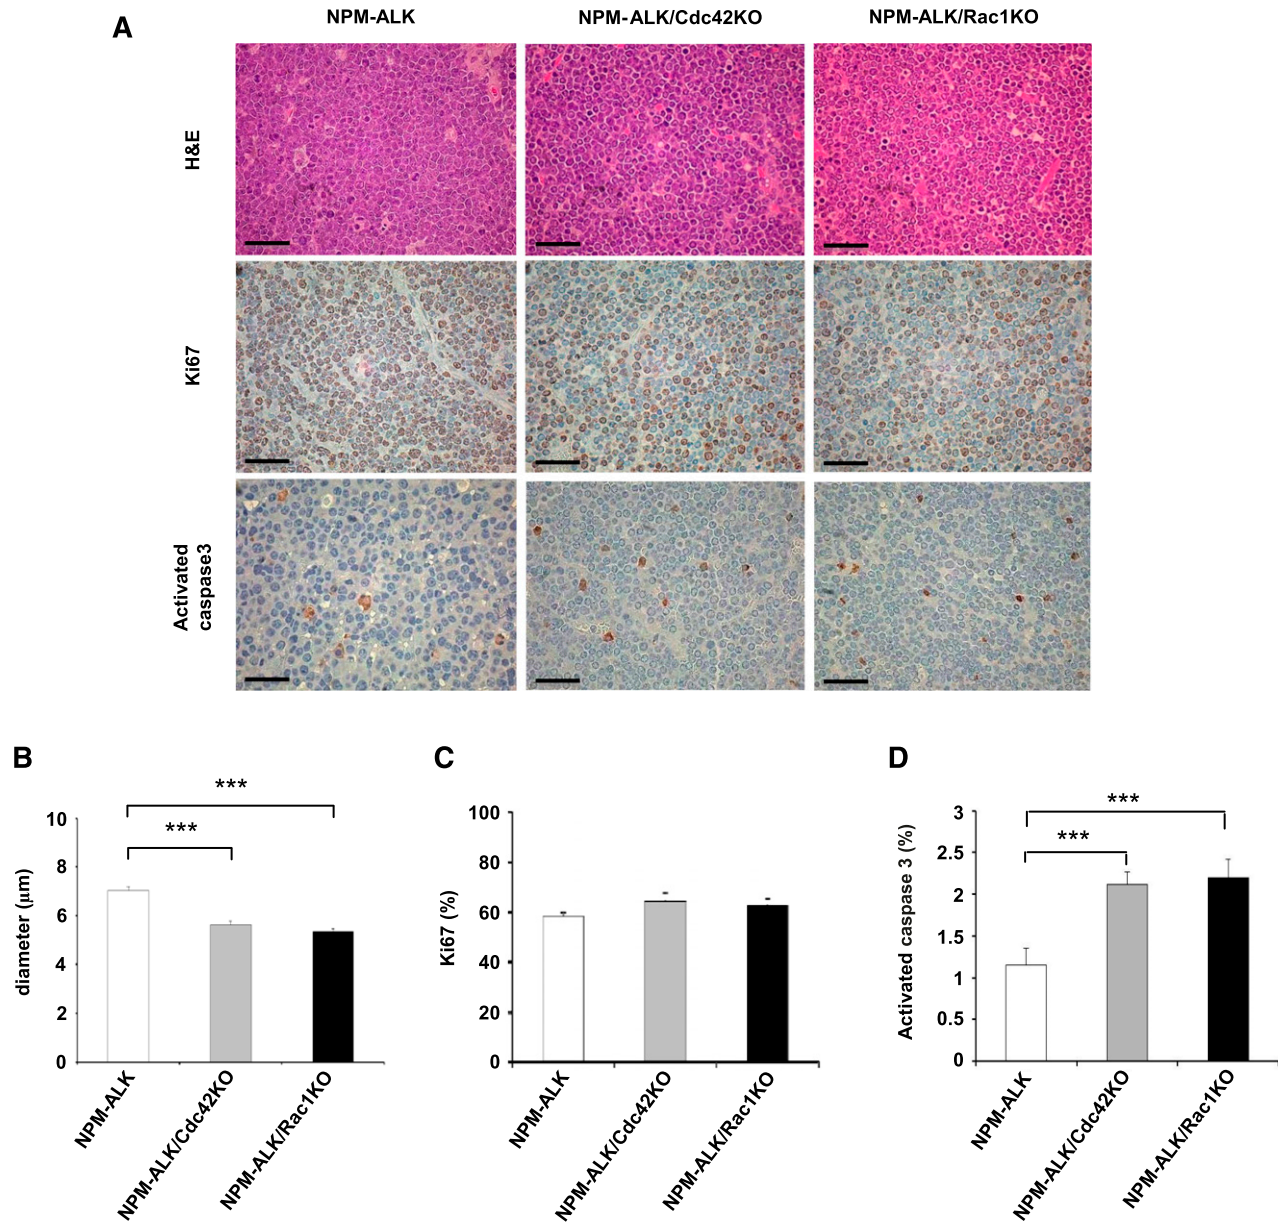 A
NPM-ALK
NPM-ALK/Cdc42KO
NPM-ALK/Rac1KO
H&E
Ki67
Activated
caspase3
B
***
***
diameter (μm)
10
8
6
4
2
0
NPM-ALK
NPM-ALK/Cdc42KO
NPM-ALK/Rac1KO
C
Ki67 (%)
100
80
60
40
20
0
NPM-ALK
NPM-ALK/Cdc42KO
NPM-ALK/Rac1KO
D
***
***
Activated caspase 3 (%)
3
2.5
2
1.5
1
0.5
0
NPM-ALK
NPM-ALK/Cdc42KO
NPM-ALK/Rac1KO